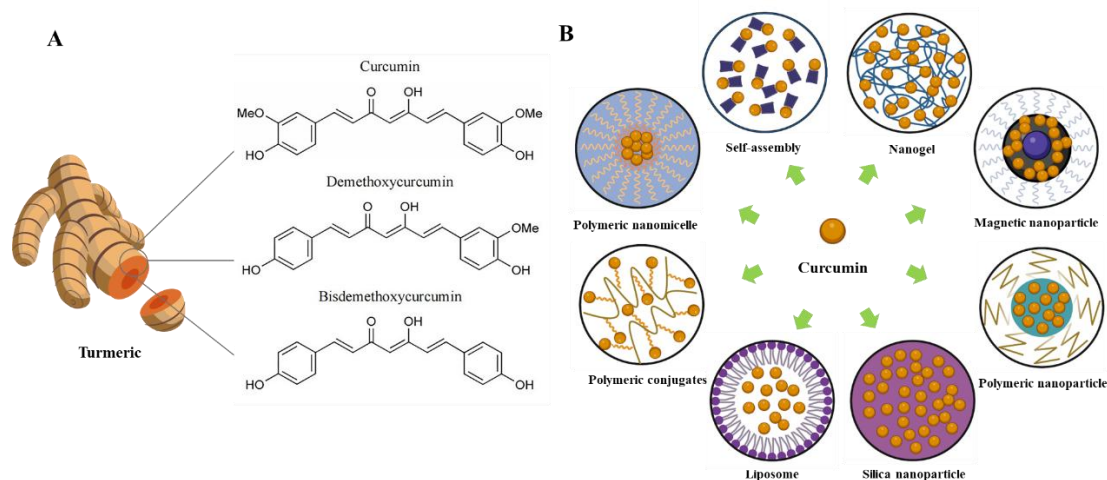 A
Curcumin
O
OH
MeO
OMe
HO
OH
Demethoxycurcumin
O
OH
OMe
HO
OH
Bisdemethoxycurcumin
O
OH
HO
OH
Turmeric
B
Self-assembly
Nanogel
Polymeric nanomicelle
Magnetic nanoparticle
Curcumin
Polymeric conjugates
Polymeric nanoparticle
Liposome
Silica nanoparticle